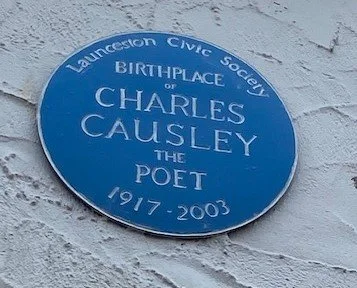 Launceston Civic Society
BIRTHPLACE
OF
CHARLES
CAUSLEY
THE
POET
1917 - 2003